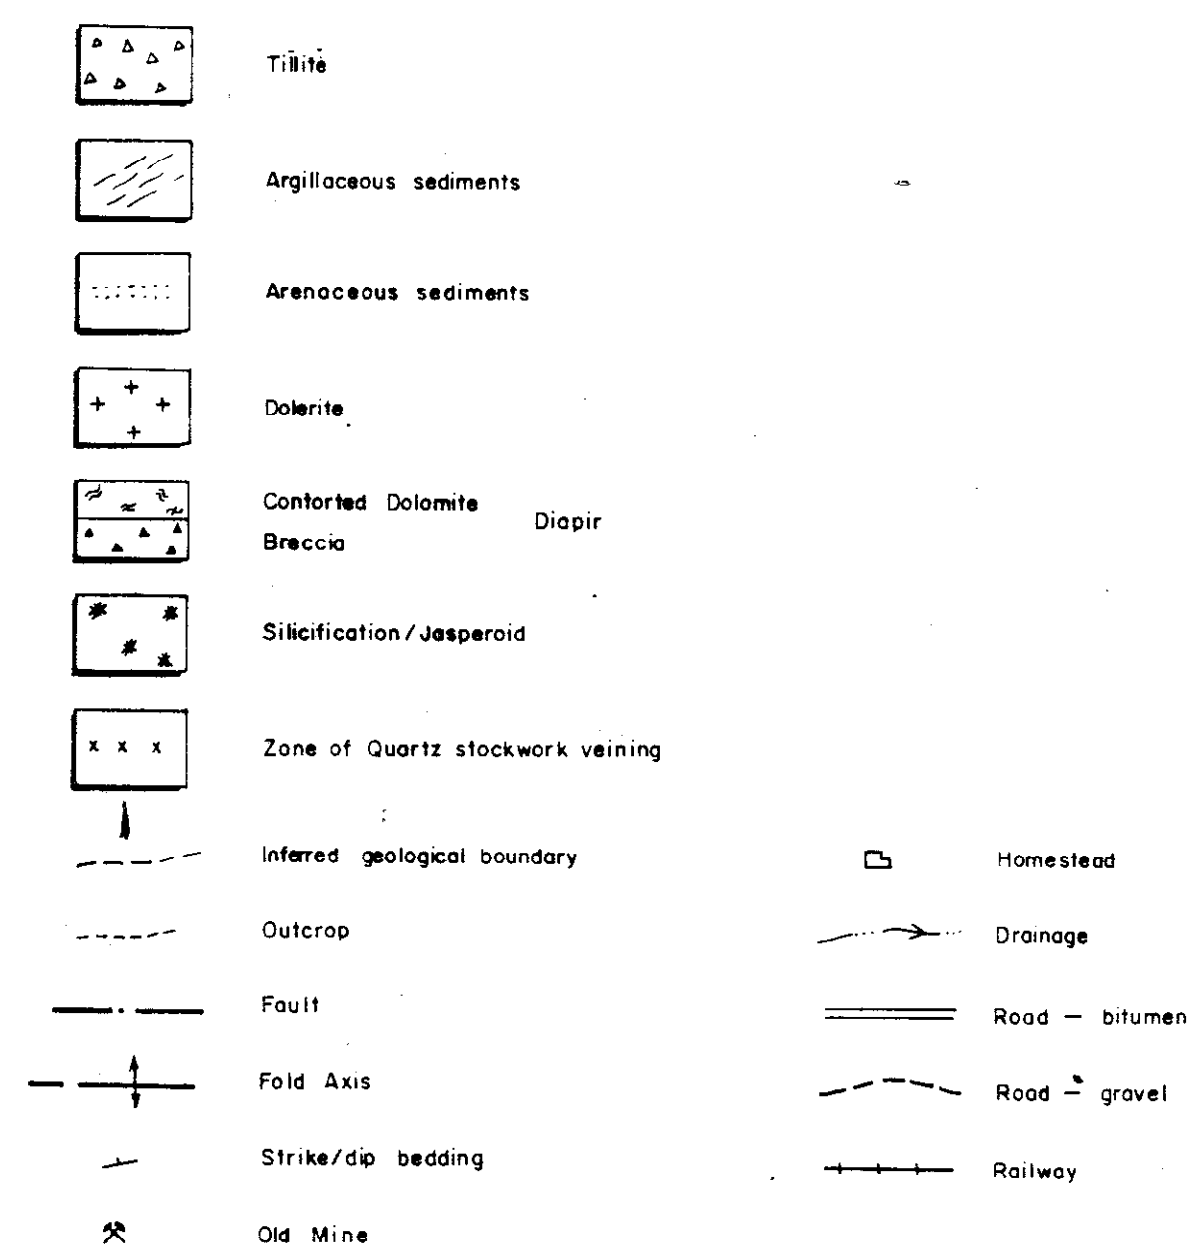 Tillite
Argillaceous sediments
Arenaceous sediments
Dolerite
Contorted Dolomite
Diapir
Breccia
Silicification/Jasperoid
Zone of Quartz stockwork veining
Inferred geological boundary
Outcrop
Fault
Fold Axis
Strike/dip bedding
Old Mine
Homestead
Drainage
Road – bitumen
Road – gravel
Railway